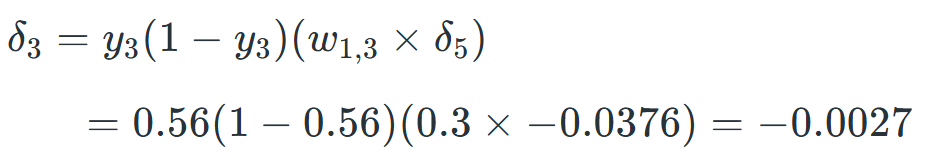 δ₃ = y₃(1 − y₃)(w₁,₃ × δ₅)
= 0.56(1 − 0.56)(0.3 × −0.0376) = −0.0027